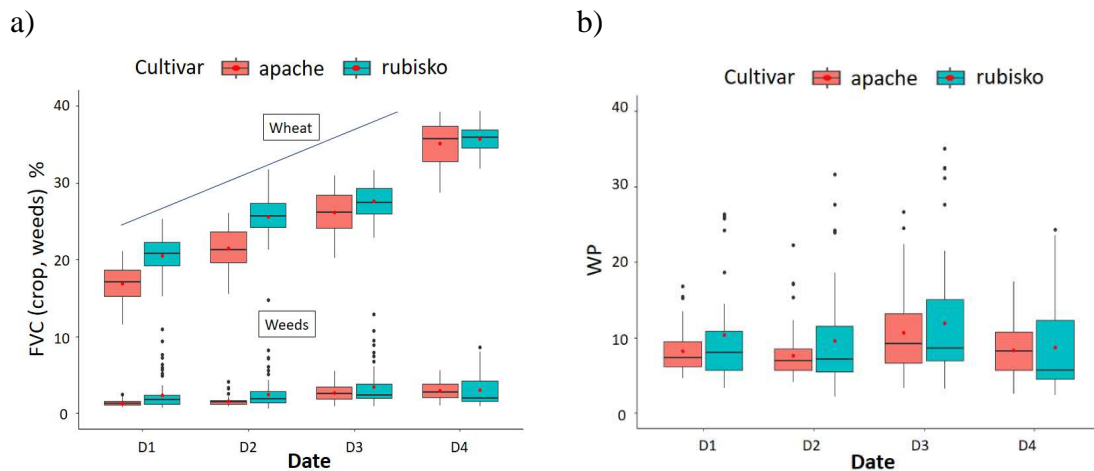 a)
Cultivar apache rubisko
FVC (crop, weeds) %
40
30
20
10
0
Wheat
Weeds
D1 D2 D3 D4
Date
b)
Cultivar apache rubisko
WP
40
30
20
10
0
D1 D2 D3 D4
Date